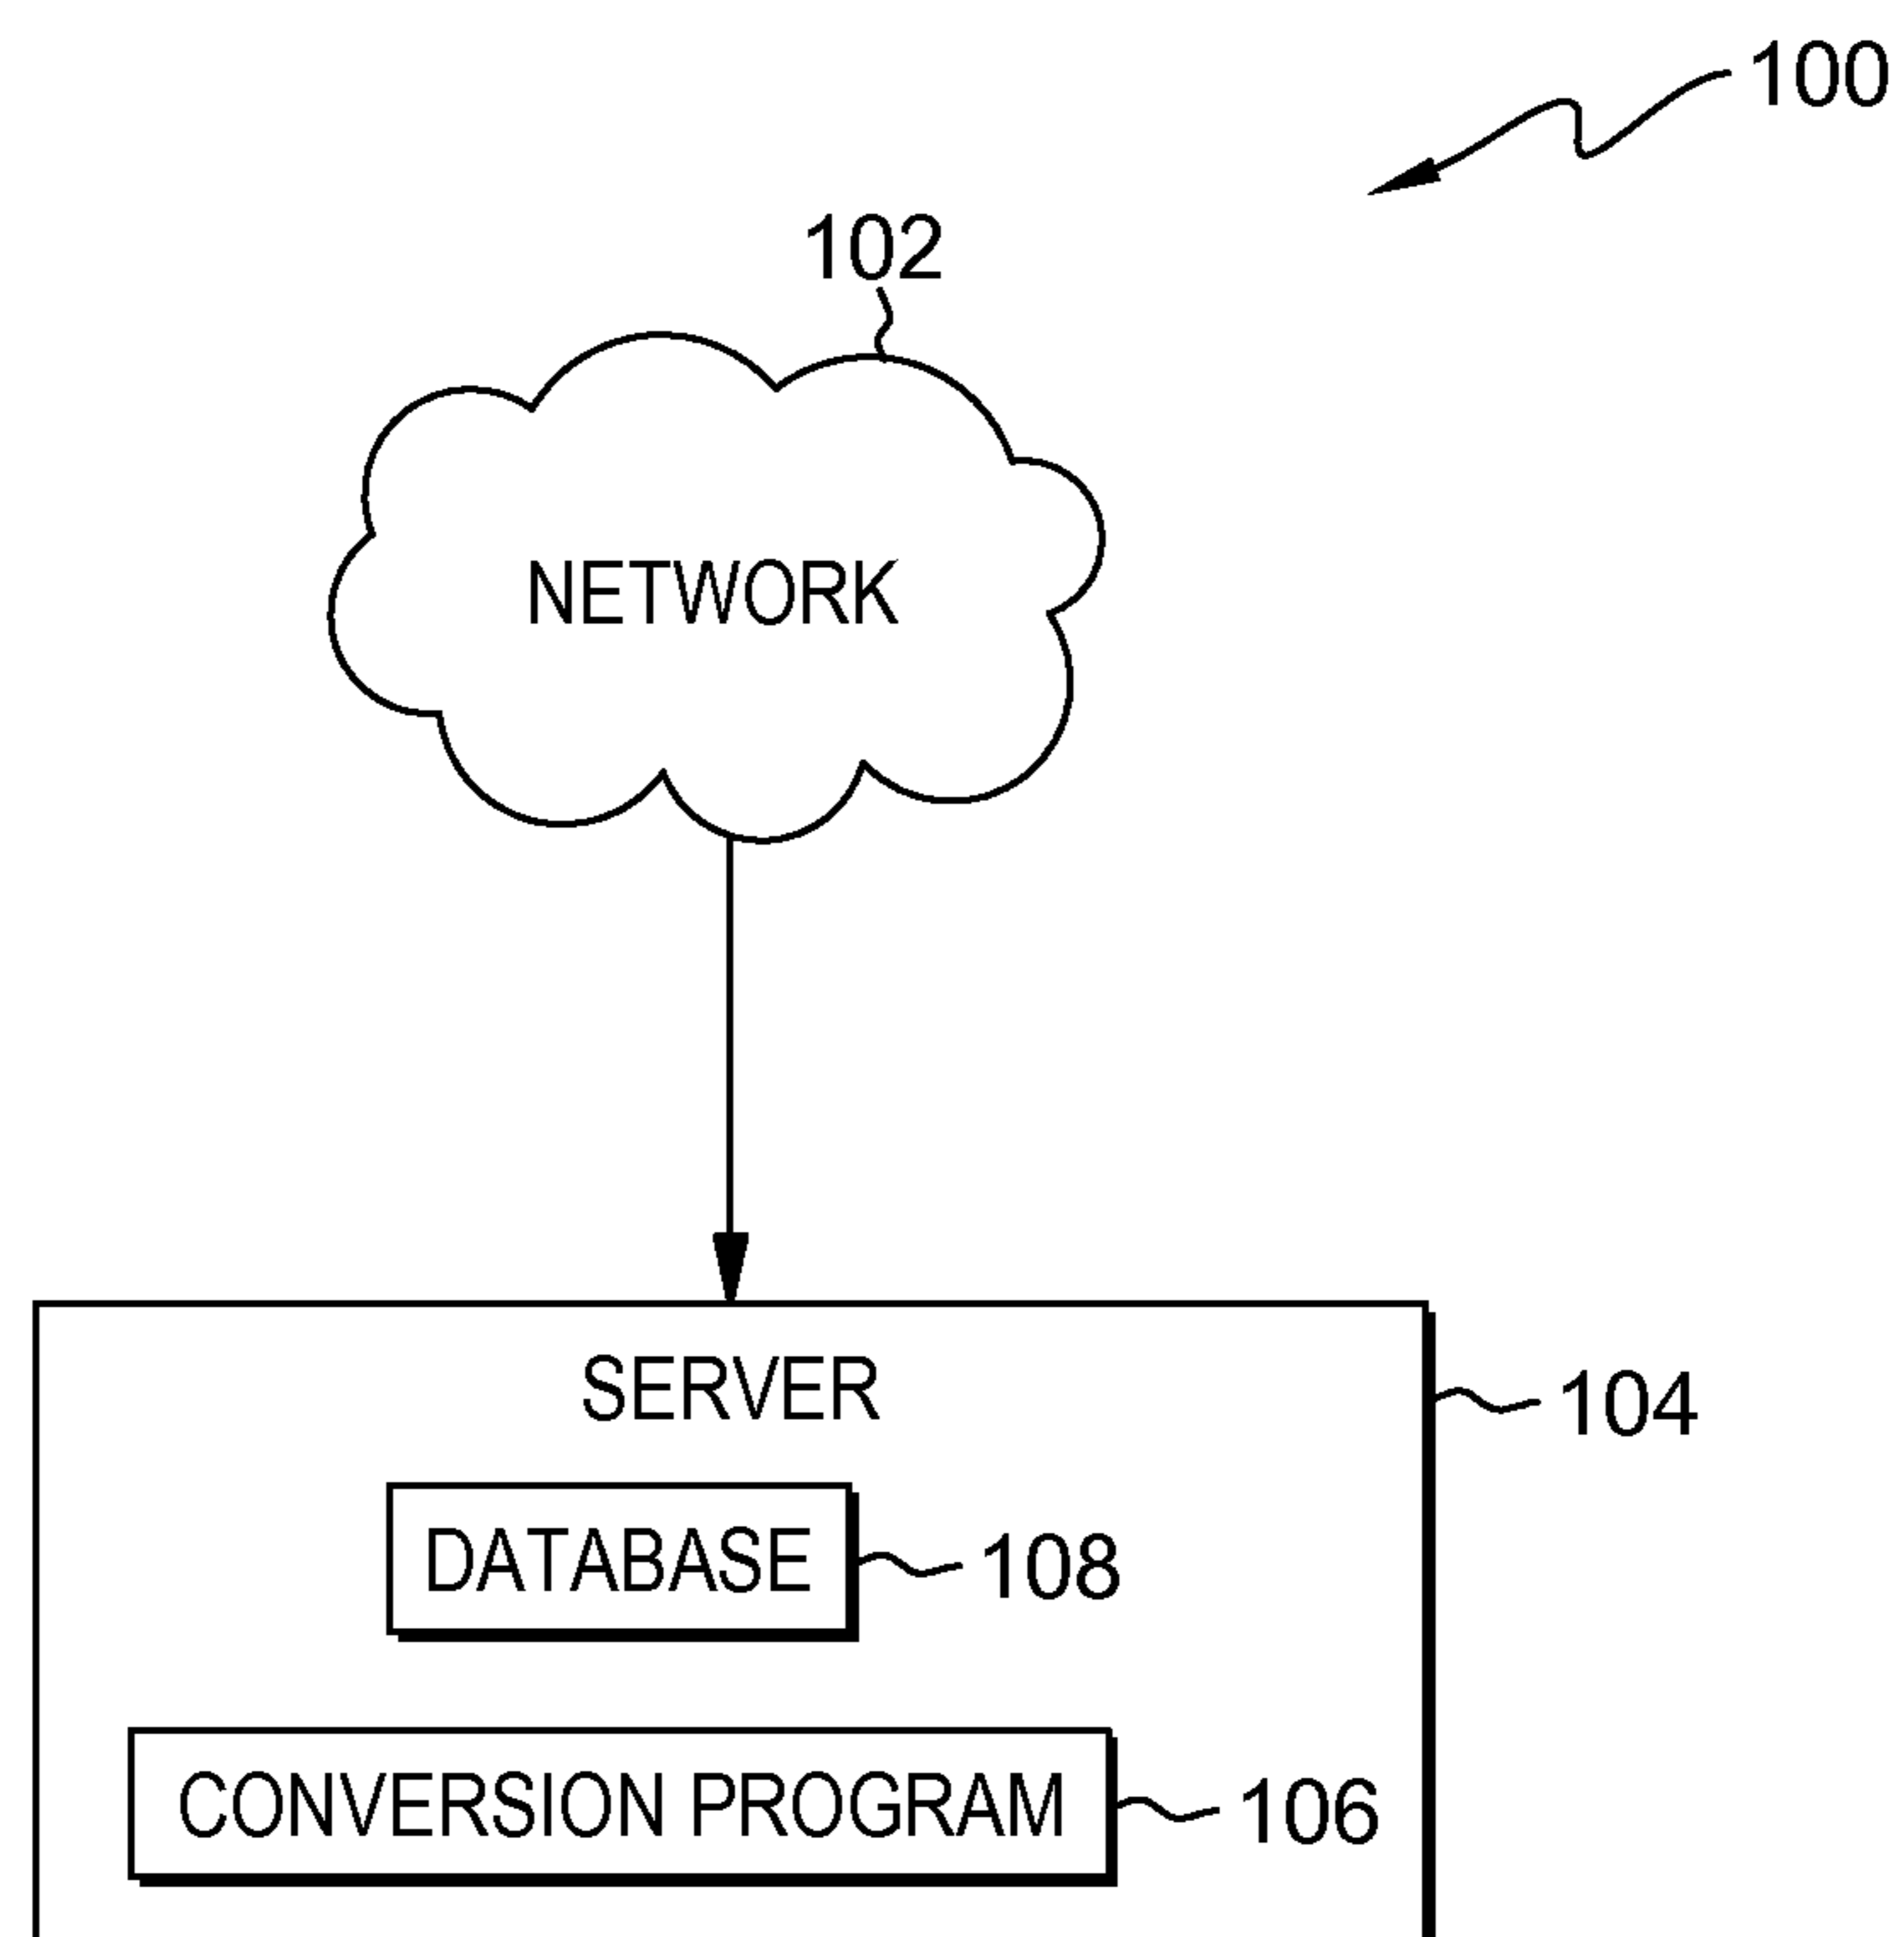 100
102
NETWORK
SERVER
104
DATABASE
108
CONVERSION PROGRAM
106